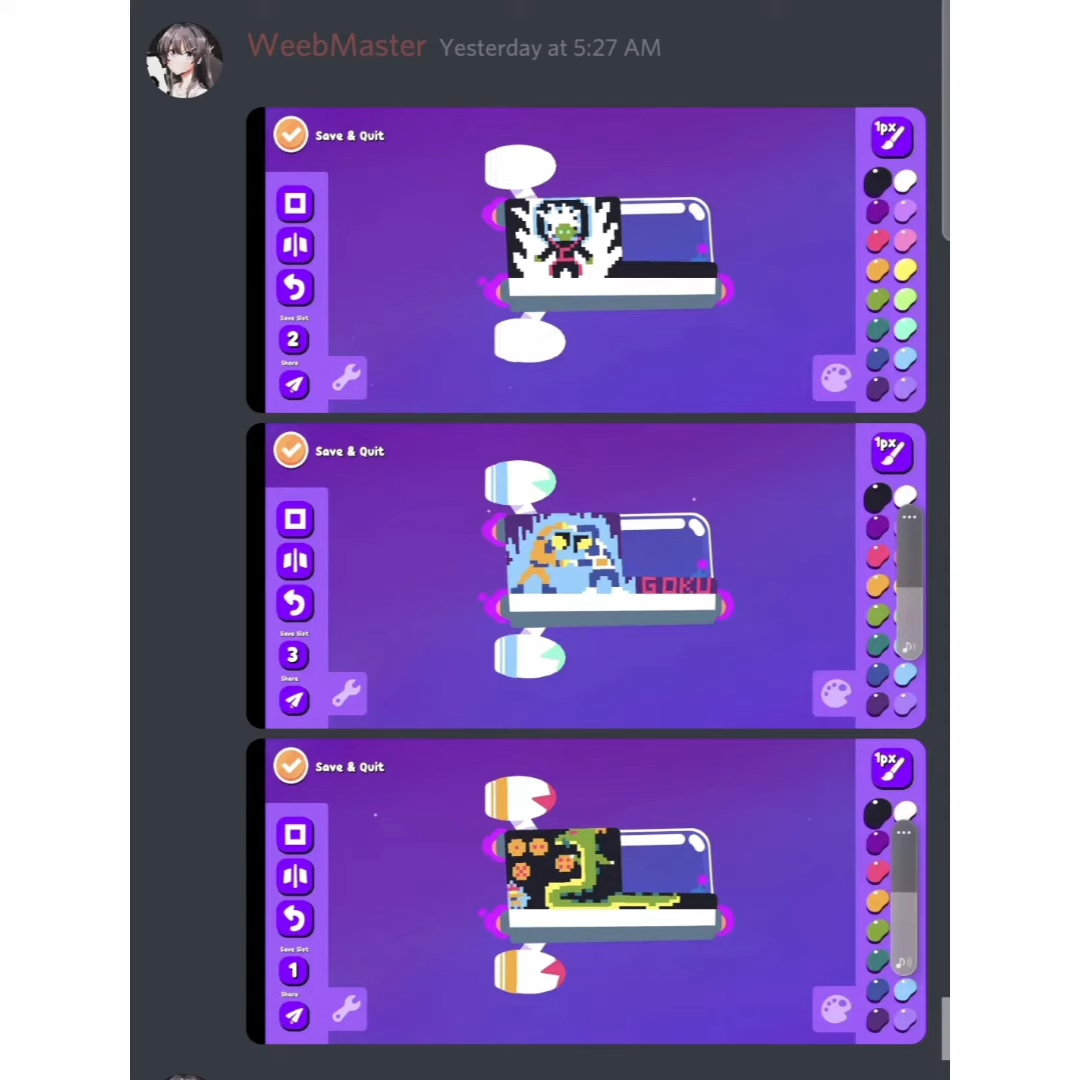 WeebMaster Yesterday at 5:27 AM
Save & Quit
1px
Save Slot
2
Share
Save & Quit
1px
Save Slot
3
Share
GOKU
Save & Quit
1px
Save Slot
1
Share